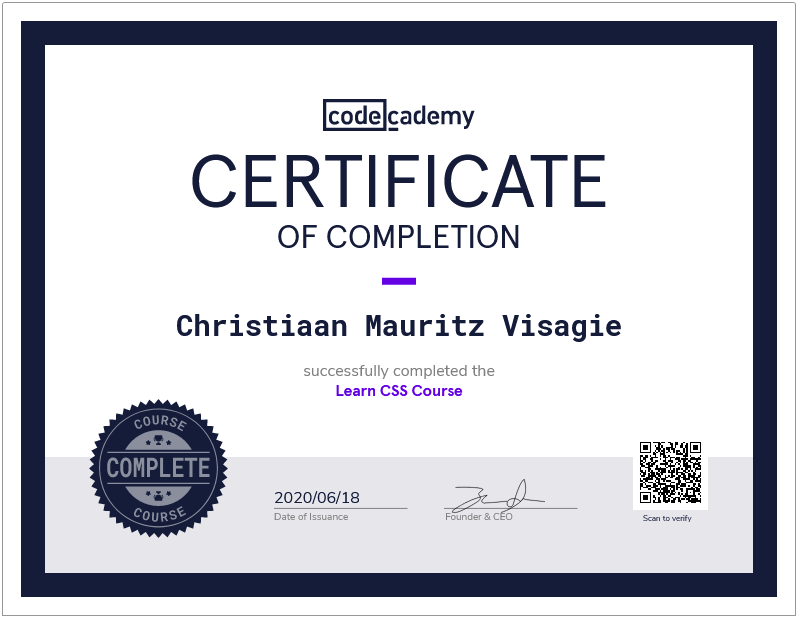 codecademy
CERTIFICATE
OF COMPLETION
Christiaan Mauritz Visagie
successfully completed the
Learn CSS Course
COURSE
COMPLETE
COURSE
2020/06/18
Date of Issuance
Founder & CEO
Scan to verify